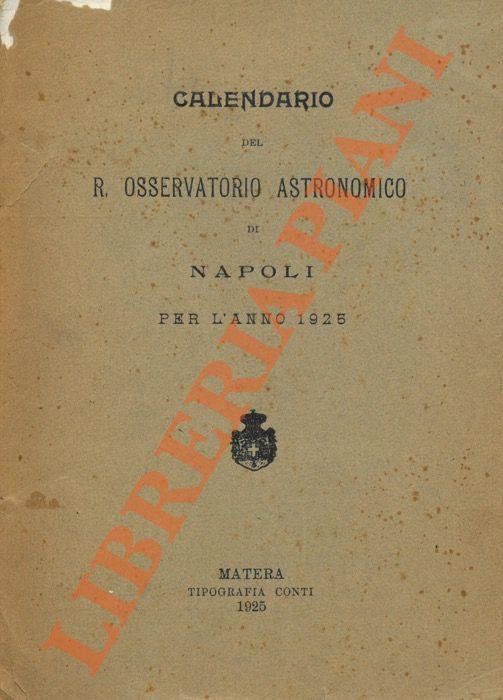 CALENDARIO
DEL
R. OSSERVATORIO ASTRONOMICO
DI
NAPOLI
PER L'ANNO 1925
MATERA
TIPOGRAFIA CONTI
1925
LIBRERIA PIANI